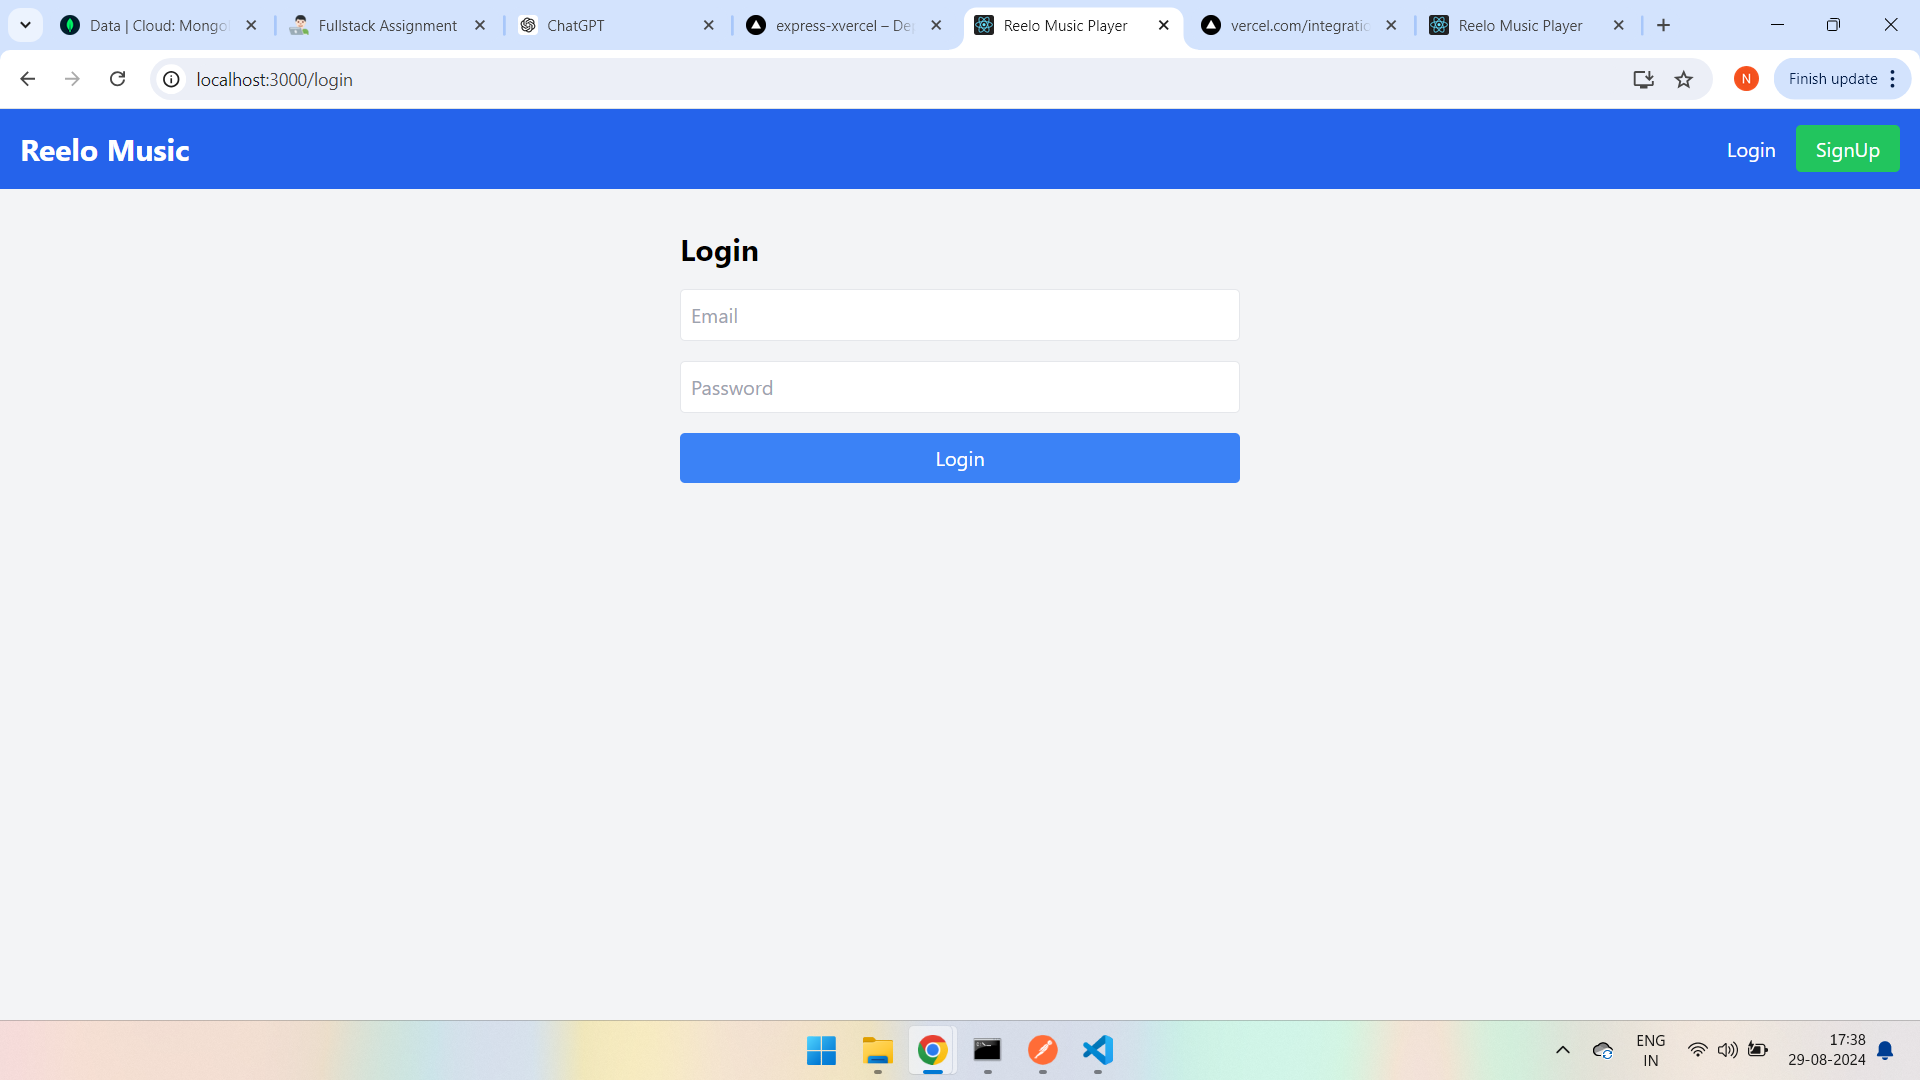 Data | Cloud: Mongo
Fullstack Assignment
ChatGPT
express-xvercel – De
Reelo Music Player
vercel.com/integratio
Reelo Music Player
localhost:3000/login
N
Finish update
Reelo Music
Login
SignUp
Login
Email
Password
Login
ENG
IN
17:38
29-08-2024